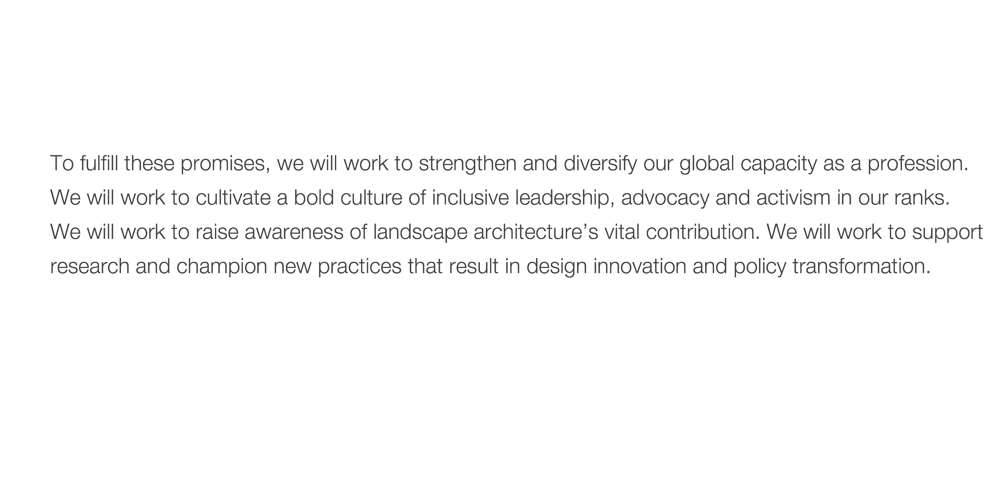 To fulfill these promises, we will work to strengthen and diversify our global capacity as a profession.
We will work to cultivate a bold culture of inclusive leadership, advocacy and activism in our ranks.
We will work to raise awareness of landscape architecture’s vital contribution. We will work to support
research and champion new practices that result in design innovation and policy transformation.